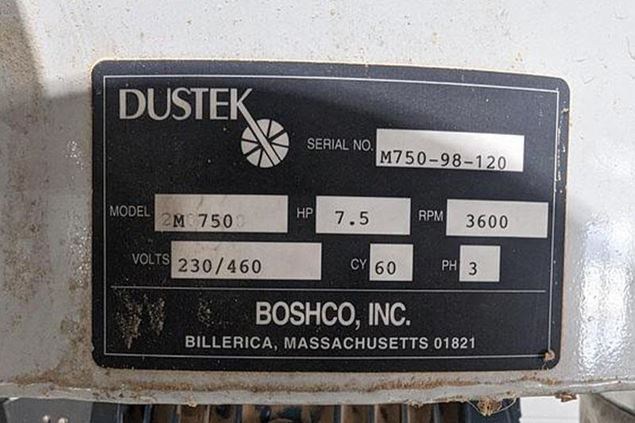 DUSTEK
SERIAL NO. M750-98-120
MODEL M 750 HP 7.5 RPM 3600
VOLTS 230/460 CY 60 PH 3
BOSHCO, INC.
BILLERICA, MASSACHUSETTS 01821